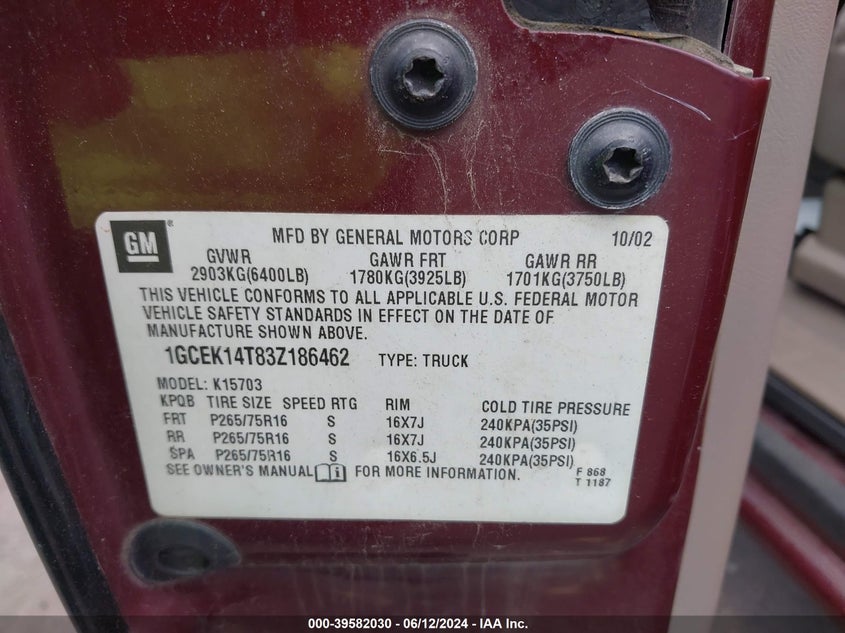 GM ® MFD BY GENERAL MOTORS CORP 10/02
GVWR GAWR FRT GAWR RR
2903KG(6400LB) 1780KG(3925LB) 1701KG(3750LB)
THIS VEHICLE CONFORMS TO ALL APPLICABLE U.S. FEDERAL MOTOR
VEHICLE SAFETY STANDARDS IN EFFECT ON THE DATE OF
MANUFACTURE SHOWN ABOVE.
1GCEK14T83Z186462 TYPE: TRUCK
MODEL: K15703
KPQB TIRE SIZE SPEED RTG RIM COLD TIRE PRESSURE
FRT P265/75R16 S 16X7J 240KPA(35PSI)
RR P265/75R16 S 16X7J 240KPA(35PSI)
SPA P265/75R16 S 16X6.5J 240KPA(35PSI)
SEE OWNER'S MANUAL i FOR MORE INFORMATION. F 868
T 1187
000-39582030 - 06/12/2024 - IAA Inc.